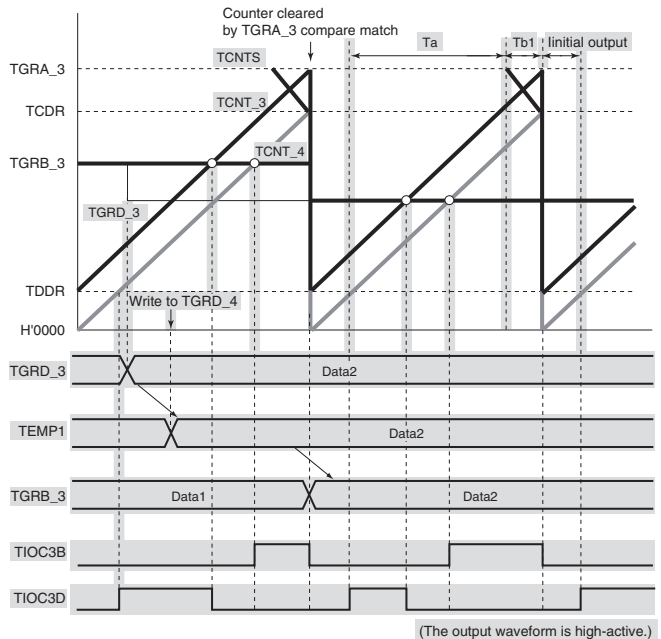 Counter cleared
by TGRA_3 compare match
Ta
Tb1
Iinitial output
TGRA_3
TCNTS
TCDR
TCNT_3
TGRB_3
TCNT_4
TGRD_3
TDDR
Write to TGRD_4
H'0000
TGRD_3
Data2
TEMP1
Data2
TGRB_3
Data1
Data2
TIOC3B
TIOC3D
(The output waveform is high-active.)